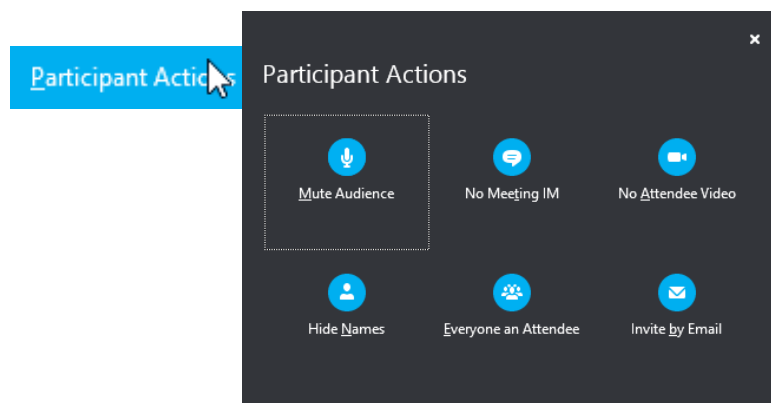 Participant Actions
Participant Actions
Mute Audience
No Meeting IM
No Attendee Video
Hide Names
Everyone an Attendee
Invite by Email